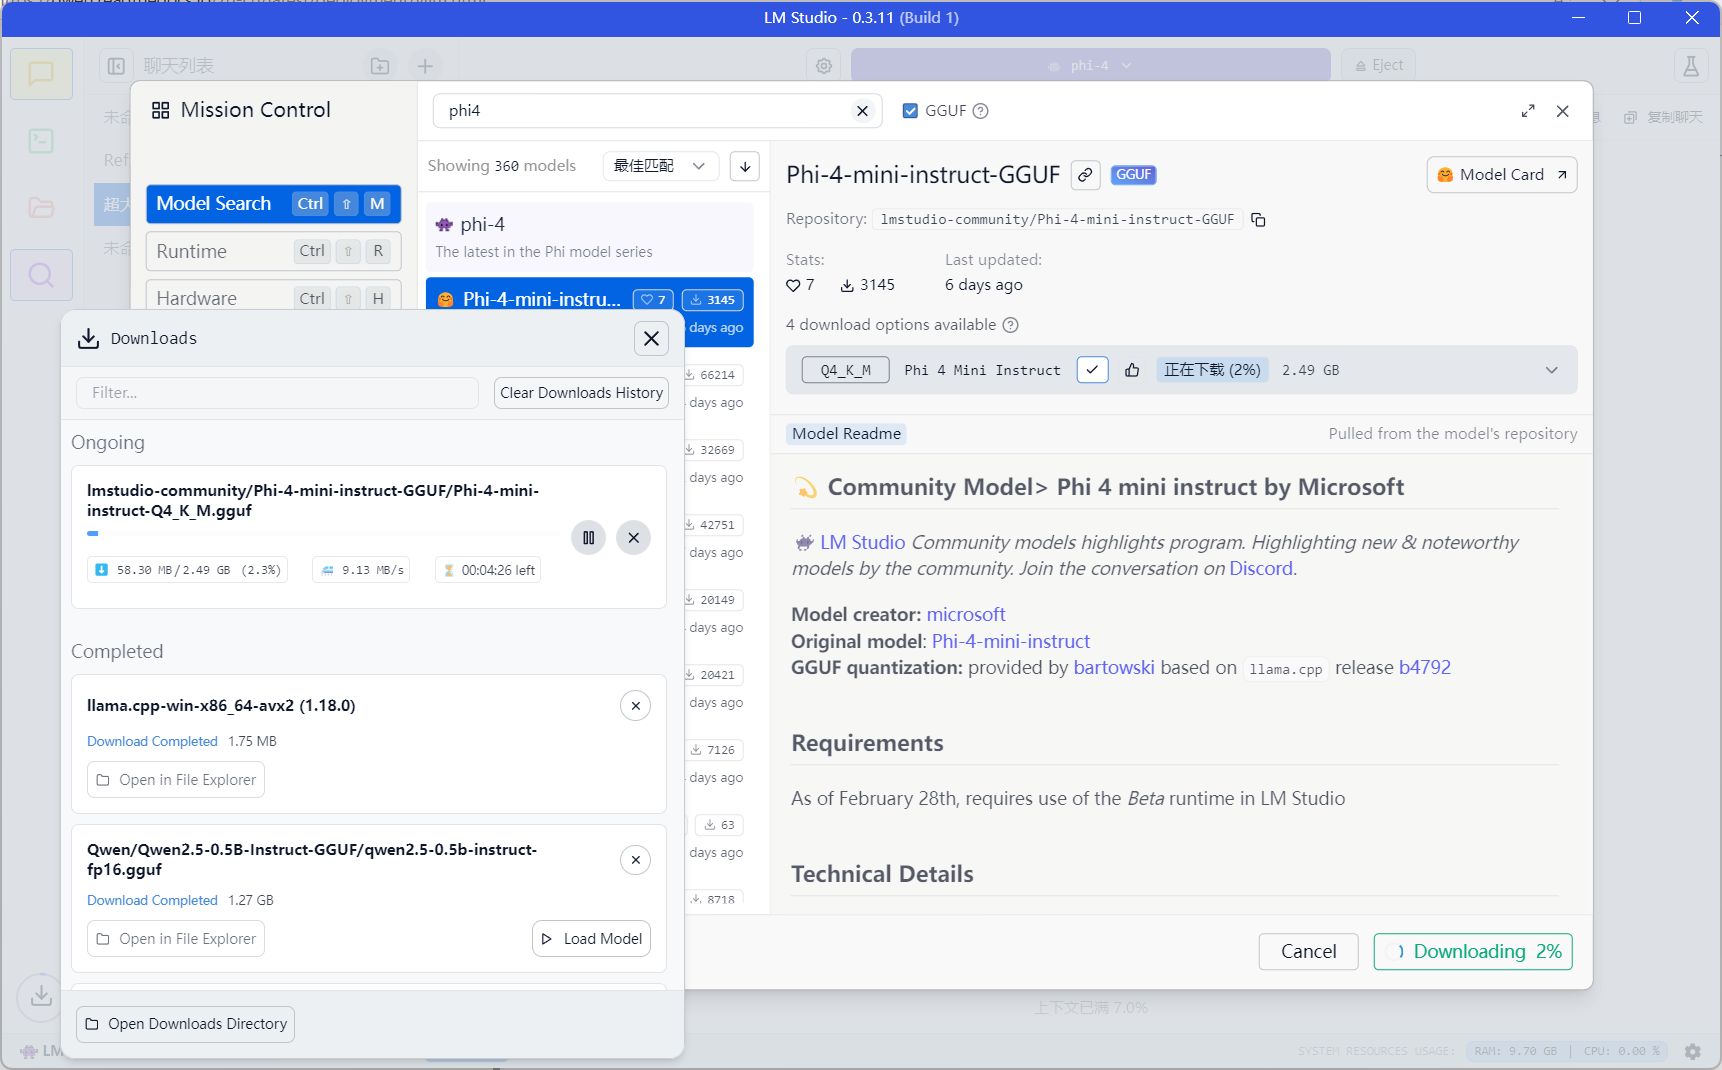 LM Studio - 0.3.11 (Build 1)
聊天列表
phi-4
Eject
复制聊天
Mission Control
phi4
GGUF
Model Search Ctrl ⇧ M
Runtime Ctrl ⇧ R
Hardware Ctrl ⇧ H
Showing 360 models
最佳匹配
phi-4
The latest in the Phi model series
Phi-4-mini-instru... 7 3145
days ago
66214
days ago
32669
days ago
42751
days ago
20149
days ago
20421
days ago
7126
days ago
63
days ago
8718
Phi-4-mini-instruct-GGUF
GGUF
Model Card
Repository: lmstudio-community/Phi-4-mini-instruct-GGUF
Stats:
7 3145
Last updated:
6 days ago
4 download options available
Q4_K_M Phi 4 Mini Instruct 正在下载 (2%) 2.49 GB
Model Readme
Pulled from the model's repository
Community Model> Phi 4 mini instruct by Microsoft
LM Studio Community models highlights program. Highlighting new & noteworthy
models by the community. Join the conversation on Discord.
Model creator: microsoft
Original model: Phi-4-mini-instruct
GGUF quantization: provided by bartowski based on llama.cpp release b4792
Requirements
As of February 28th, requires use of the Beta runtime in LM Studio
Technical Details
Cancel
Downloading 2%
Downloads
Filter...
Clear Downloads History
Ongoing
lmstudio-community/Phi-4-mini-instruct-GGUF/Phi-4-mini-
instruct-Q4_K_M.gguf
58.30 MB/2.49 GB (2.3%)
9.13 MB/s
00:04:26 left
Completed
llama.cpp-win-x86_64-avx2 (1.18.0)
Download Completed 1.75 MB
Open in File Explorer
Qwen/Qwen2.5-0.5B-Instruct-GGUF/qwen2.5-0.5b-instruct-
fp16.gguf
Download Completed 1.27 GB
Open in File Explorer
Load Model
Open Downloads Directory
上下文已满 7.0%
LM
SYSTEM RESOURCES USAGE: RAM: 9.70 GB | CPU: 0.00 %